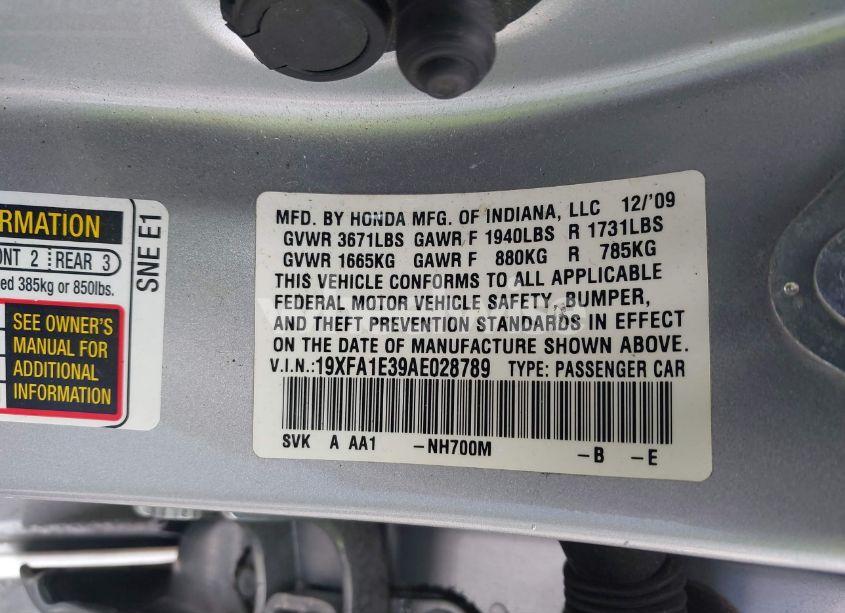 ORMATION
ONT 2 REAR 3
ed 385kg or 850lbs.
SEE OWNER'S
MANUAL FOR
ADDITIONAL
INFORMATION
SNE E1
MFD. BY HONDA MFG. OF INDIANA, LLC 12/'09
GVWR 3671LBS GAWR F 1940LBS R 1731LBS
GVWR 1665KG GAWR F 880KG R 785KG
THIS VEHICLE CONFORMS TO ALL APPLICABLE
FEDERAL MOTOR VEHICLE SAFETY, BUMPER,
AND THEFT PREVENTION STANDARDS IN EFFECT
ON THE DATE OF MANUFACTURE SHOWN ABOVE.
V.I.N.:19XFA1E39AE028789 TYPE: PASSENGER CAR
SVK A AA1 -NH700M -B -E